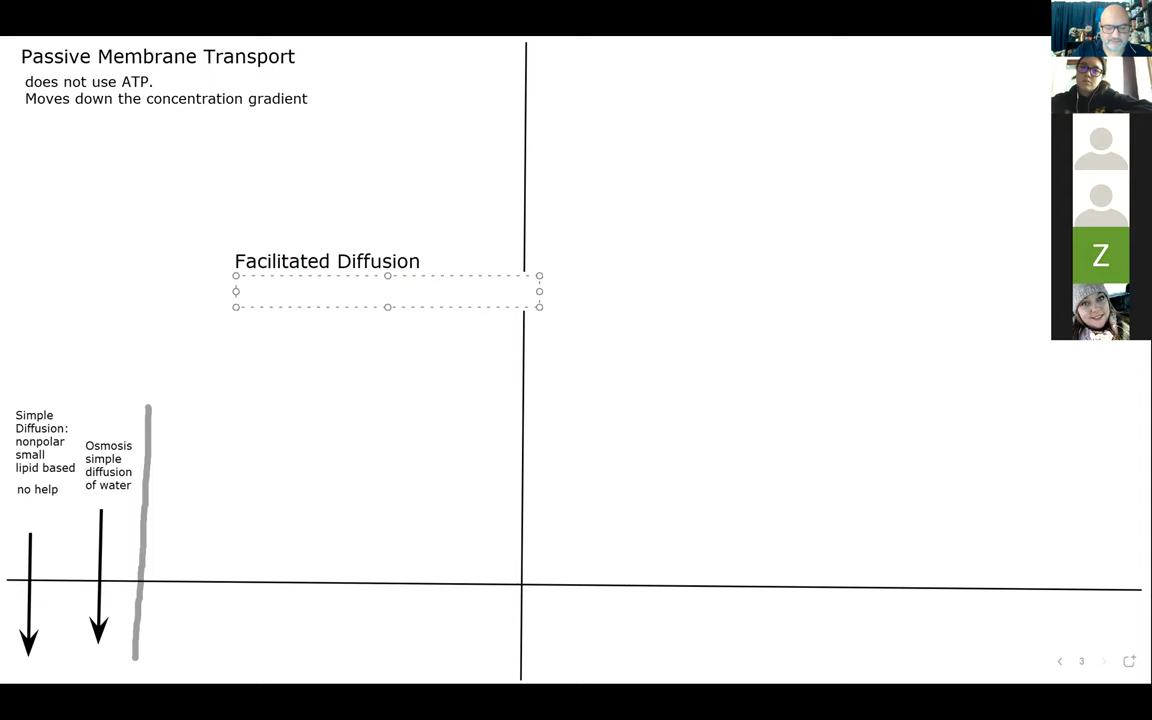 Passive Membrane Transport
does not use ATP.
Moves down the concentration gradient
Facilitated Diffusion
Simple
Diffusion:
nonpolar
small
lipid based
no help
Osmosis
simple
diffusion
of water
Z
3